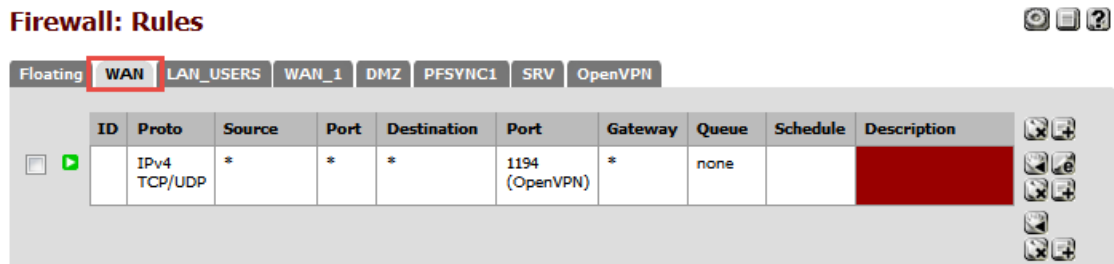 Firewall: Rules
Floating WAN LAN_USERS WAN_1 DMZ PFSYNC1 SRV OpenVPN
ID Proto Source Port Destination Port Gateway Queue Schedule Description
IPv4 * * * 1194 * none
TCP/UDP (OpenVPN)